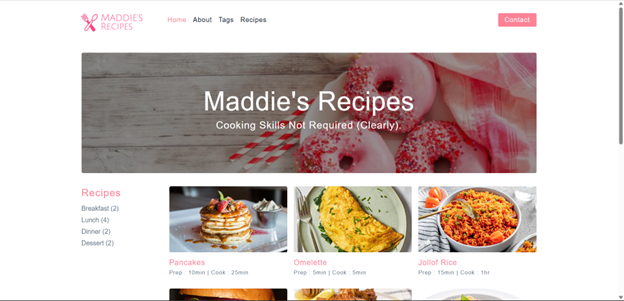 MADDIE'S
RECIPES
Home About Tags Recipes
Contact
Maddie's Recipes
Cooking Skills Not Required (Clearly).
Recipes
Breakfast (2)
Lunch (4)
Dinner (2)
Dessert (2)
Pancakes
Prep : 10min | Cook : 25min
Omelette
Prep : 5min | Cook : 5min
Jollof Rice
Prep : 15min | Cook : 1hr